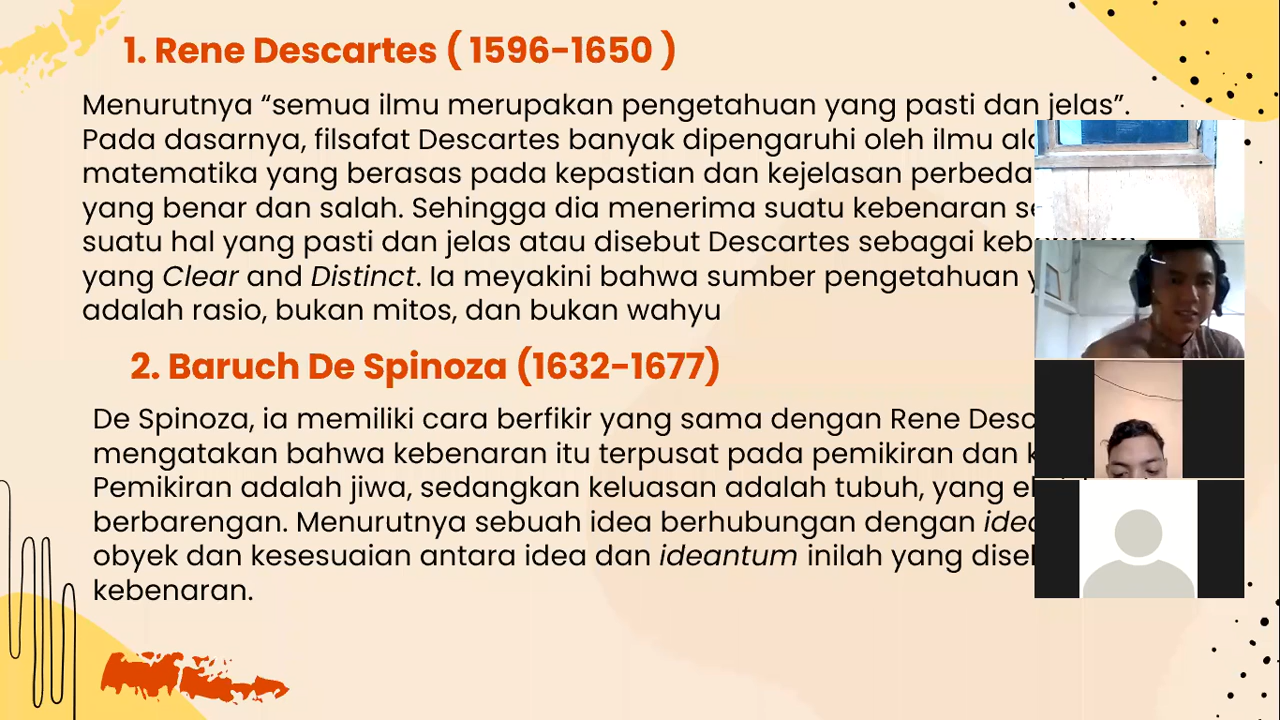 1. Rene Descartes ( 1596-1650 )
Menurutnya “semua ilmu merupakan pengetahuan yang pasti dan jelas”.
Pada dasarnya, filsafat Descartes banyak dipengaruhi oleh ilmu
matematika yang berasas pada kepastian dan kejelasan
yang benar dan salah. Sehingga dia menerima suatu kebenaran
suatu hal yang pasti dan jelas atau disebut Descartes sebagai
yang Clear and Distinct. Ia meyakini bahwa sumber pengetahuan
adalah rasio, bukan mitos, dan bukan wahyu
2. Baruch De Spinoza (1632-1677)
De Spinoza, ia memiliki cara berfikir yang sama dengan Rene
mengatakan bahwa kebenaran itu terpusat pada pemikiran dan
Pemikiran adalah jiwa, sedangkan keluasan adalah tubuh, yang
berbarengan. Menurutnya sebuah idea berhubungan dengan
obyek dan kesesuaian antara idea dan ideantum inilah yang
kebenaran.